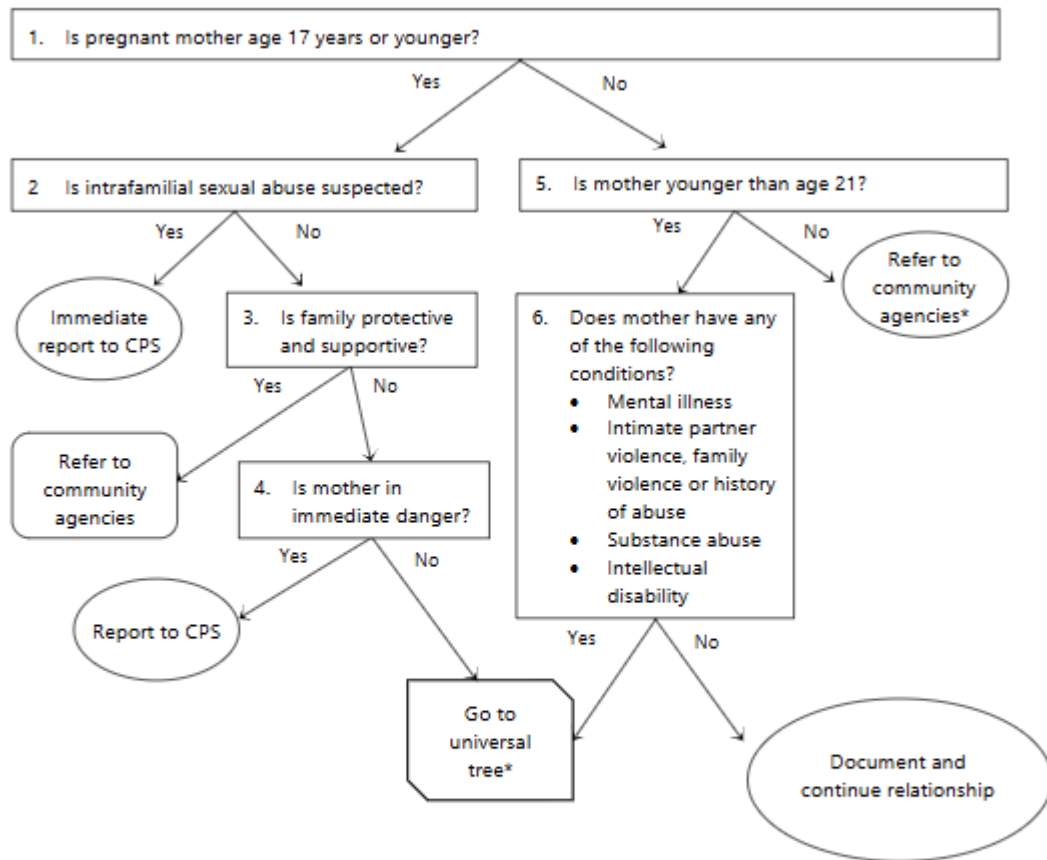 1. Is pregnant mother age 17 years or younger?
Yes
No
2 Is intrafamilial sexual abuse suspected?
5. Is mother younger than age 21?
Yes
No
Yes
No
Immediate
report to CPS
3. Is family protective
and supportive?
6. Does mother have any
of the following
conditions?
• Mental illness
• Intimate partner
violence, family
violence or history
of abuse
• Substance abuse
• Intellectual
disability
Refer to
community
agencies*
Yes
No
Refer to
community
agencies
4. Is mother in
immediate danger?
Yes
No
Report to CPS
Yes
No
Go to
universal
tree*
Document and
continue relationship